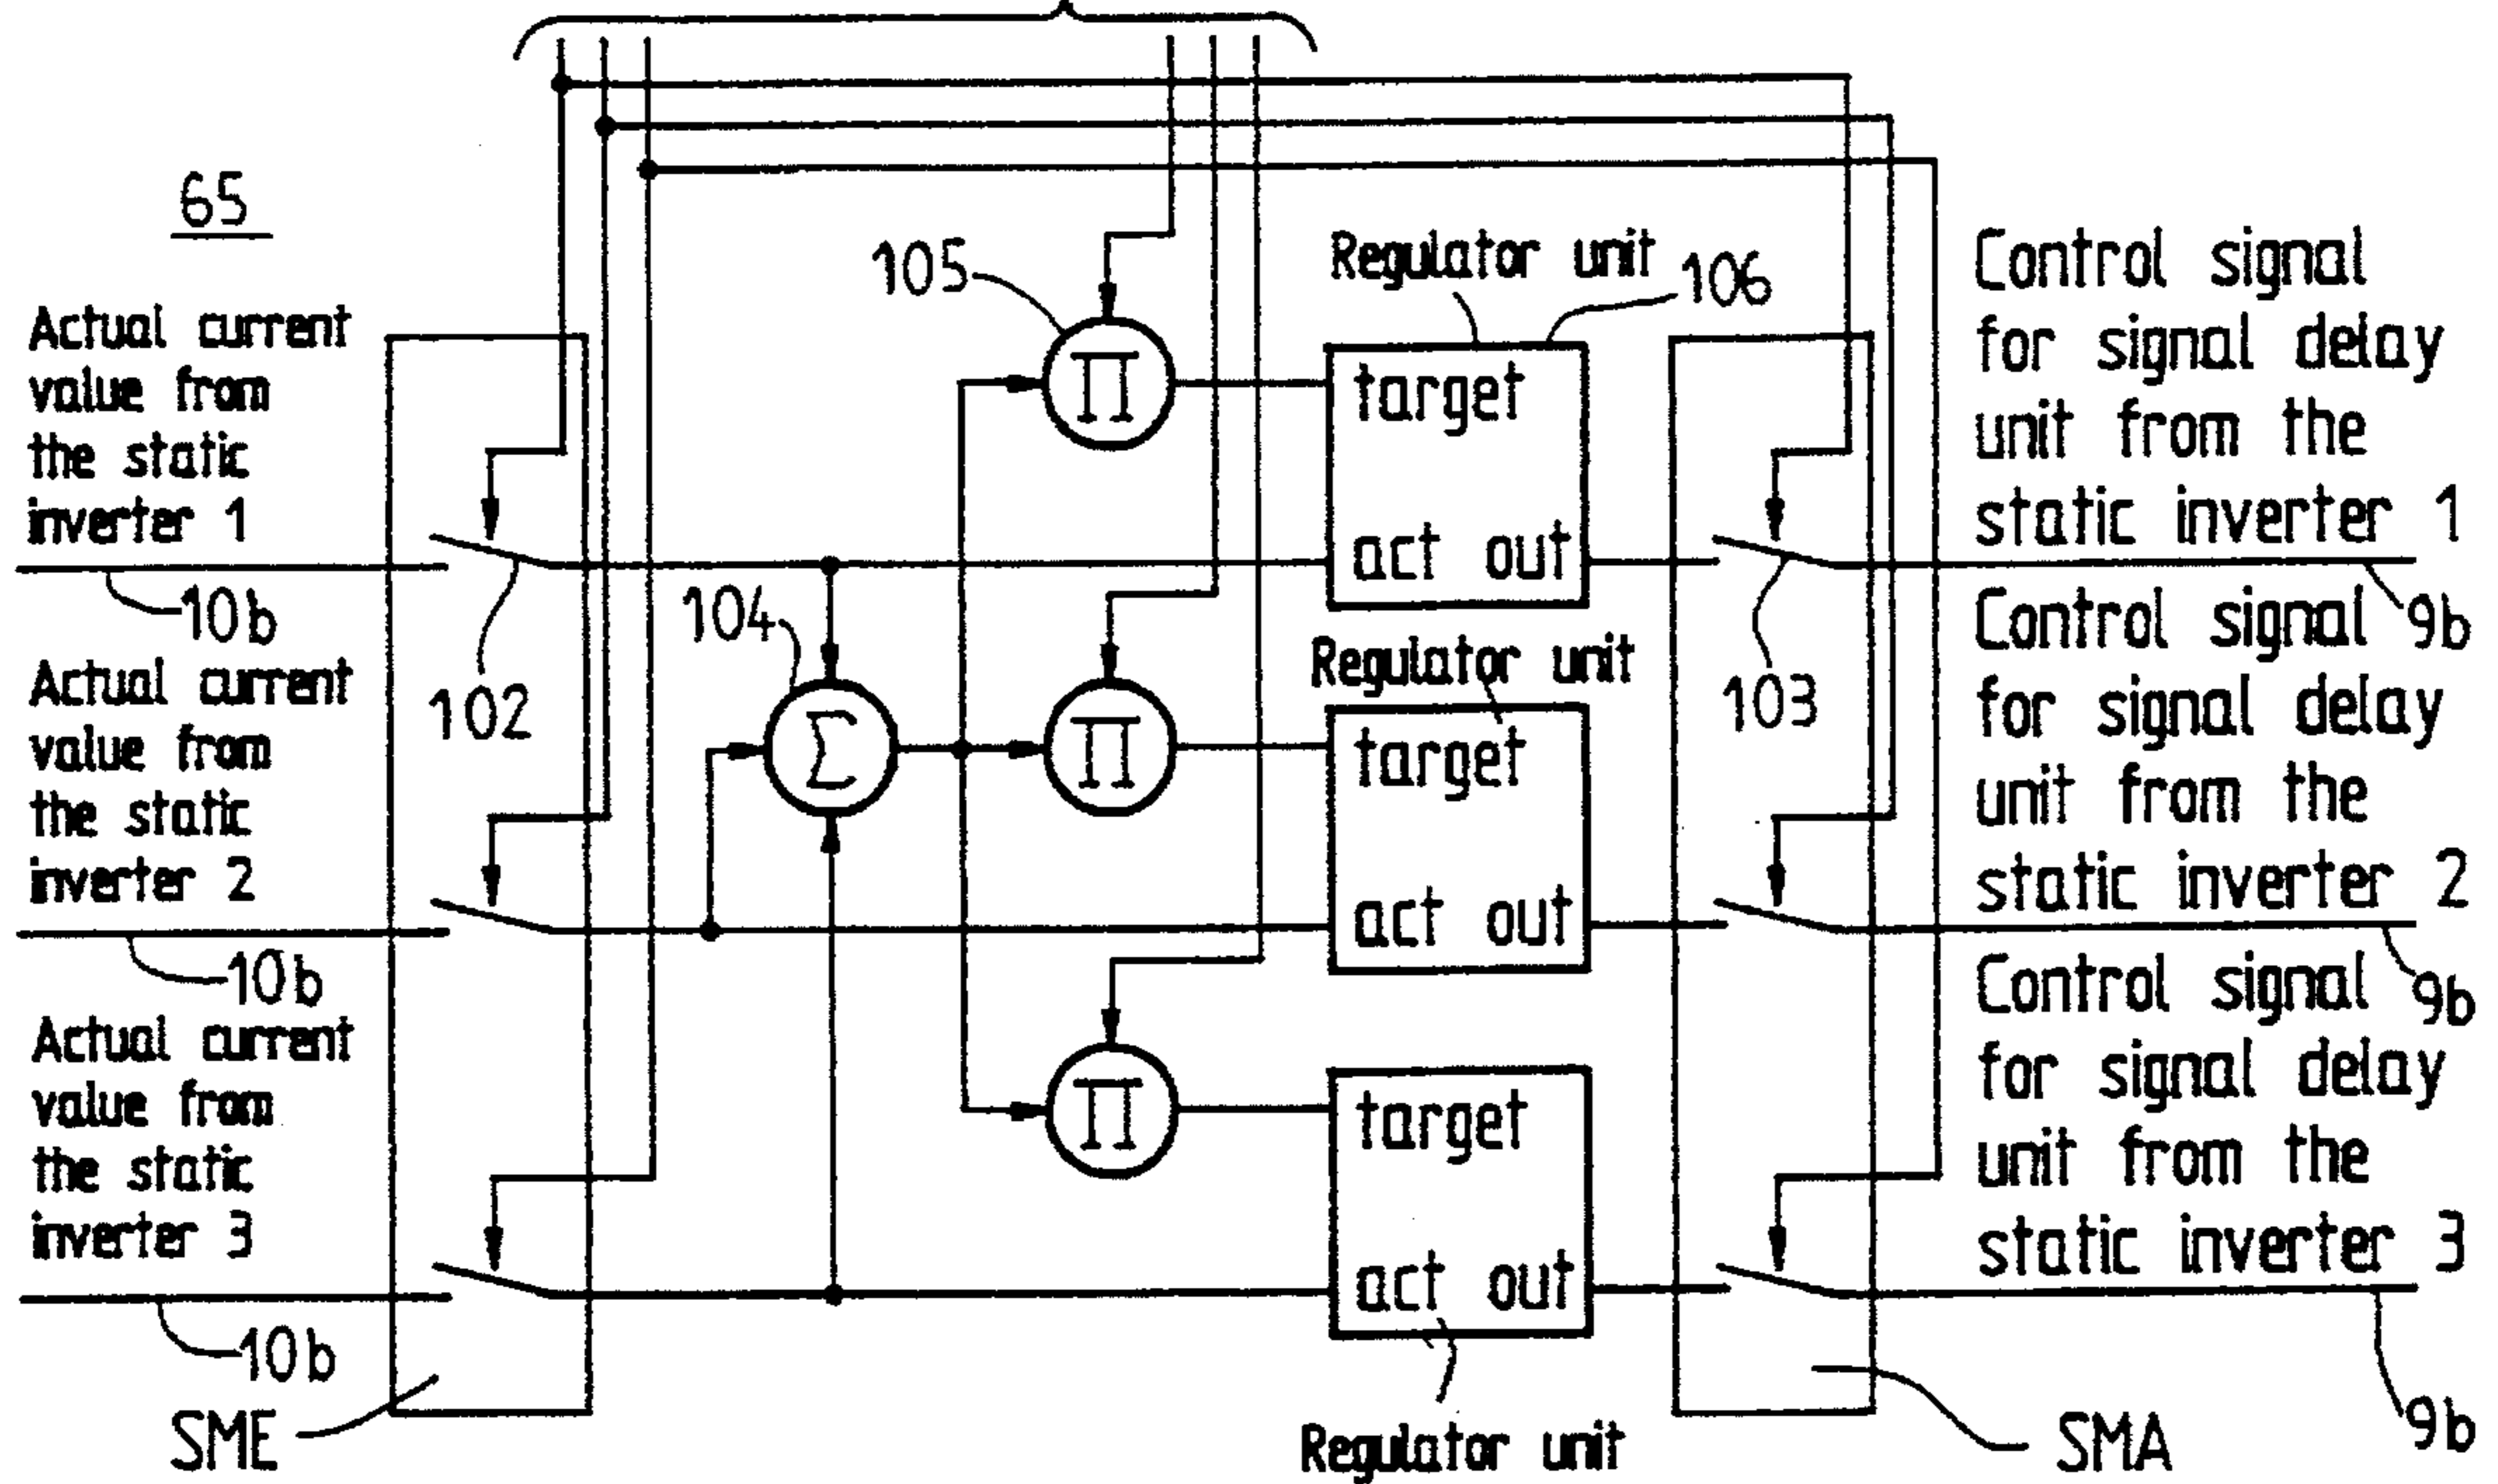 65
Actual current
value from
the static
inverter 1
10b
Actual current
value from
the static
inverter 2
10b
Actual current
value from
the static
inverter 3
10b
SME
102
104
Σ
105
Π
Π
Π
Regulator unit
106
target
act out
Regulator unit
target
act out
target
act out
Regulator unit
103
Control signal
for signal delay
unit from the
static inverter 1
9b
Control signal
for signal delay
unit from the
static inverter 2
9b
Control signal
for signal delay
unit from the
static inverter 3
9b
SMA